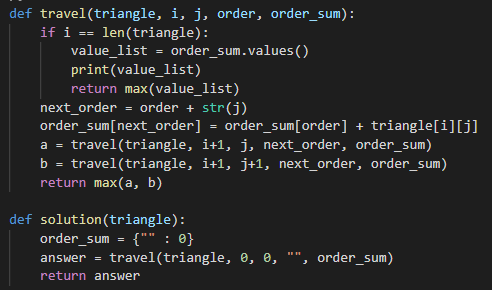 def travel(triangle, i, j, order, order_sum):
    if i == len(triangle):
        value_list = order_sum.values()
        print(value_list)
        return max(value_list)
    next_order = order + str(j)
    order_sum[next_order] = order_sum[order] + triangle[i][j]
    a = travel(triangle, i+1, j, next_order, order_sum)
    b = travel(triangle, i+1, j+1, next_order, order_sum)
    return max(a, b)

def solution(triangle):
    order_sum = {"" : 0}
    answer = travel(triangle, 0, 0, "", order_sum)
    return answer